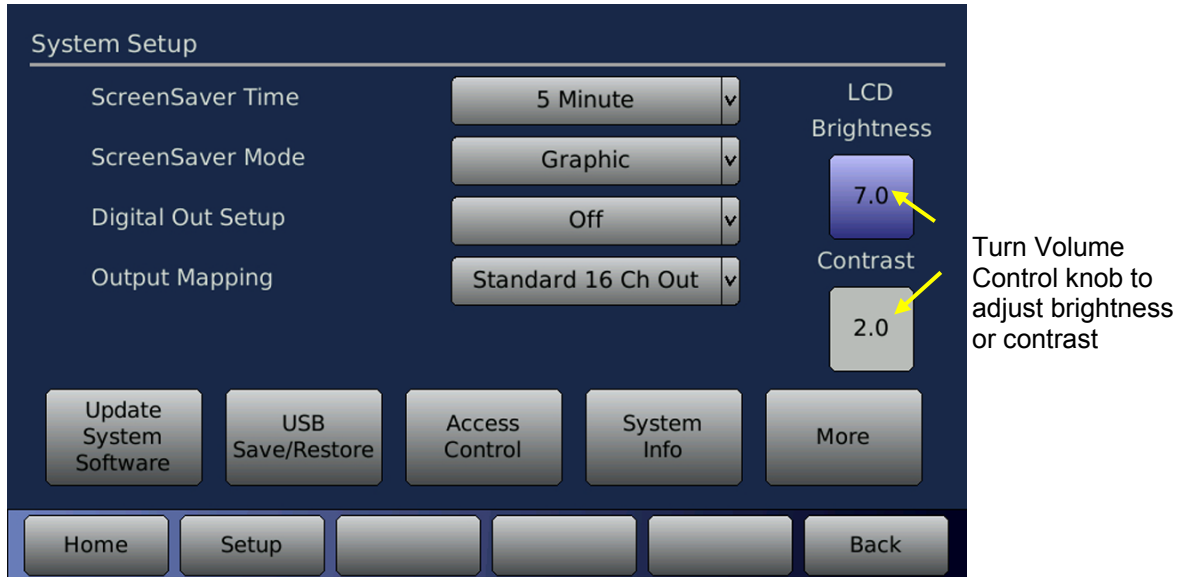 System Setup
ScreenSaver Time
5 Minute
ScreenSaver Mode
Graphic
Digital Out Setup
Off
Output Mapping
Standard 16 Ch Out
LCD
Brightness
7.0
Contrast
2.0
Turn Volume
Control knob to
adjust brightness
or contrast
Update
System
Software
USB
Save/Restore
Access
Control
System
Info
More
Home
Setup
Back